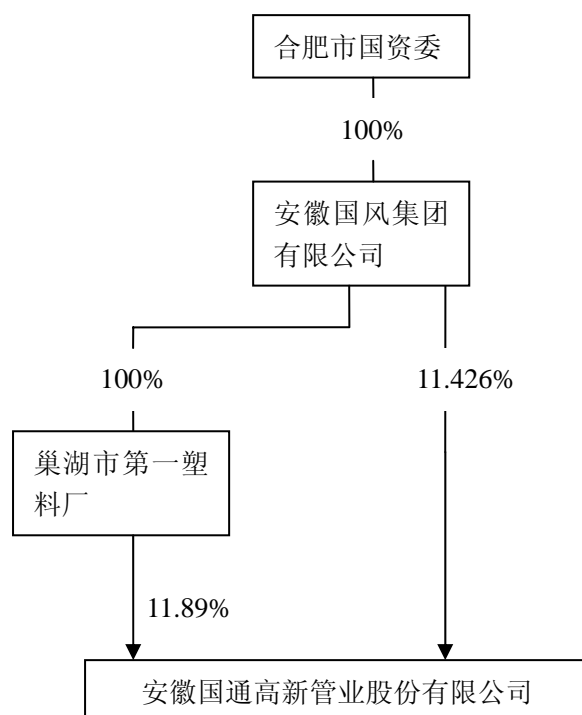 合肥市国资委
100%
安徽国风集团
有限公司
100%
11.426%
巢湖市第一塑
料厂
11.89%
安徽国通高新管业股份有限公司